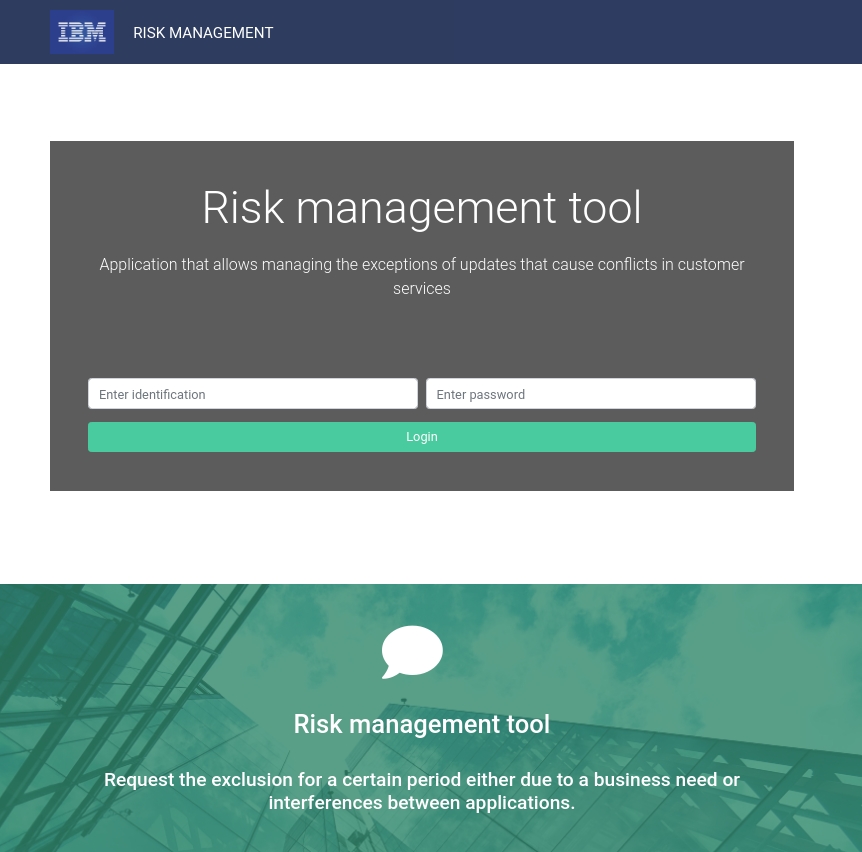 IBM RISK MANAGEMENT
Risk management tool
Application that allows managing the exceptions of updates that cause conflicts in customer
services
Enter identification Enter password
Login
Risk management tool
Request the exclusion for a certain period either due to a business need or
interferences between applications.